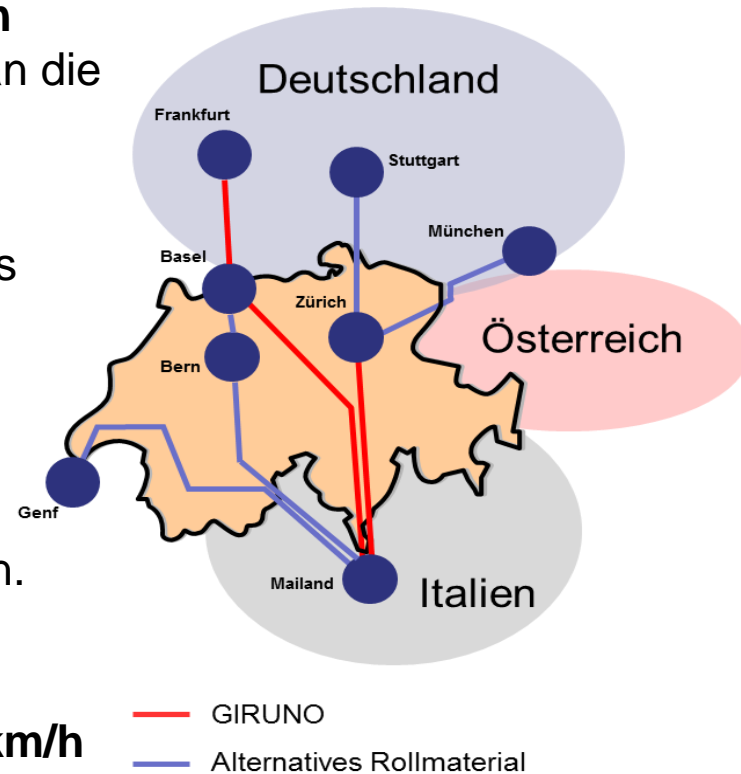 n
n die
Deutschland
Frankfurt
Stuttgart
München
Basel
s
Zürich
Österreich
Bern
Genf
n.
Mailand
Italien
GIRUNO
km/h
Alternatives Rollmaterial